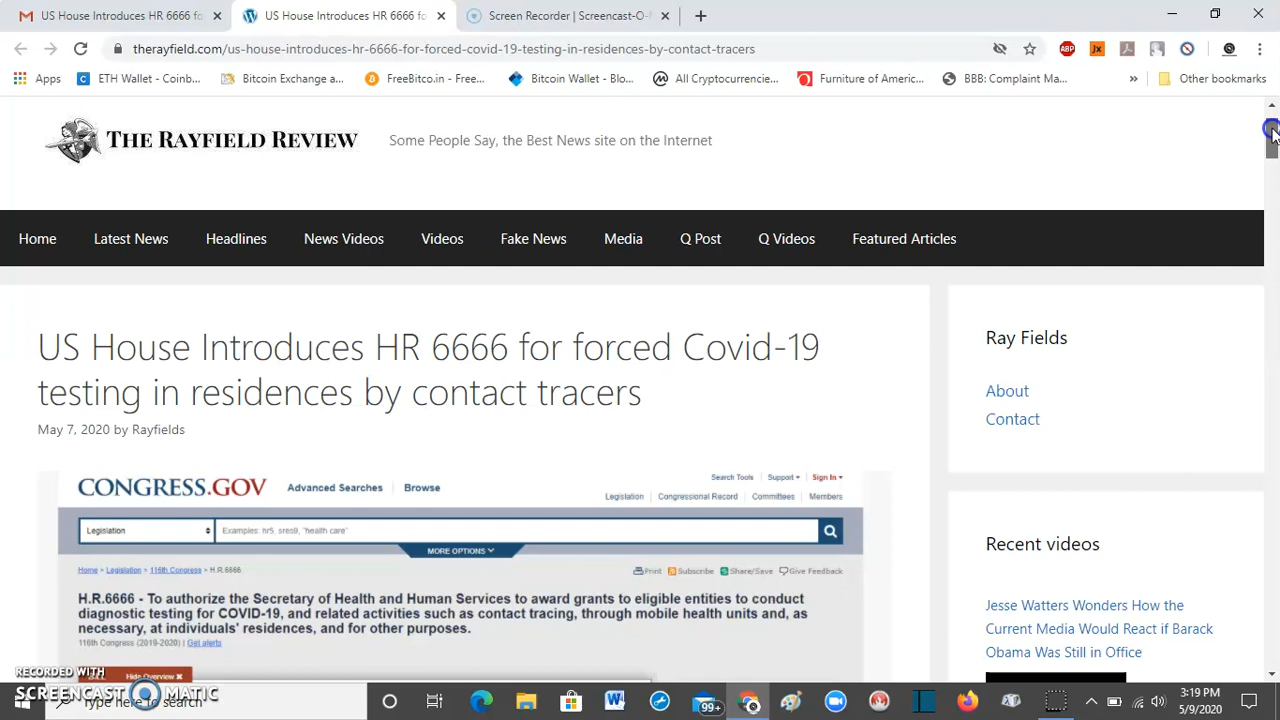 US House Introduces HR 6666 fo
US House Introduces HR 6666 fo
Screen Recorder | Screencast-O-
therayfield.com/us-house-introduces-hr-6666-for-forced-covid-19-testing-in-residences-by-contact-tracers
ABP
Apps
ETH Wallet - Coinb...
Bitcoin Exchange a...
FreeBitco.in - Free...
Bitcoin Wallet - Blo...
All Cryptocurrencie...
Furniture of Americ...
BBB: Complaint Ma...
Other bookmarks
THE RAYFIELD REVIEW
Some People Say, the Best News site on the Internet
Home Latest News Headlines News Videos Videos Fake News Media Q Post Q Videos Featured Articles
US House Introduces HR 6666 for forced Covid-19
testing in residences by contact tracers
May 7, 2020 by Rayfields
Ray Fields
About
Contact
CONGRESS.GOV Advanced Searches Browse
Search Tools Support Sign In
Legislation Congressional Record Committees Members
Legislation
Examples: hr5, sres9, "health care"
MORE OPTIONS
Home > Legislation > 116th Congress > H.R.6666
Print Subscribe Share/Save Give Feedback
H.R.6666 - To authorize the Secretary of Health and Human Services to award grants to eligible entities to conduct
diagnostic testing for COVID-19, and related activities such as contact tracing, through mobile health units and, as
necessary, at individuals' residences, and for other purposes.
116th Congress (2019-2020) | Get alerts
Hide Overview
Recent videos
Jesse Watters Wonders How the
Current Media Would React if Barack
Obama Was Still in Office
RECORDED WITH
SCREENCAST MATIC
Type here to search
99+
3:19 PM
5/9/2020